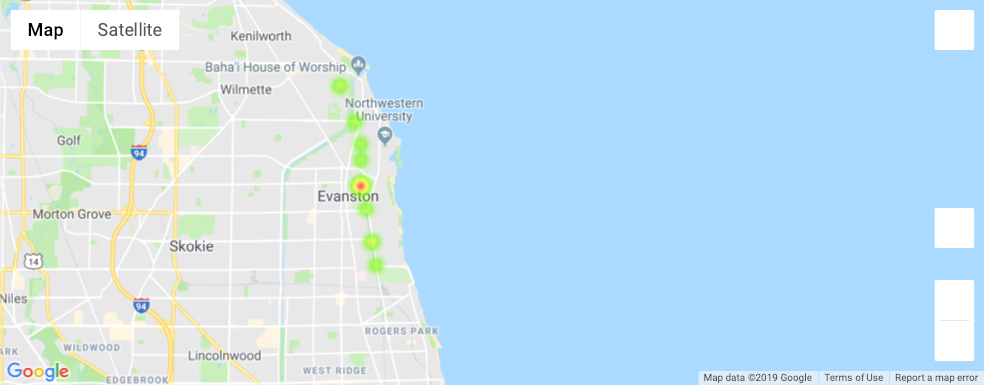 Map Satellite
Kenilworth
Baha'i House of Worship
Wilmette
Northwestern
University
Golf
94
Evanston
Morton Grove
Skokie
14
Niles
94
ROGERS PARK
WILDWOOD
ARK
Lincolnwood
WEST RIDGE
Google
EDGEBROOK
Map data ©2019 Google
Terms of Use
Report a map error